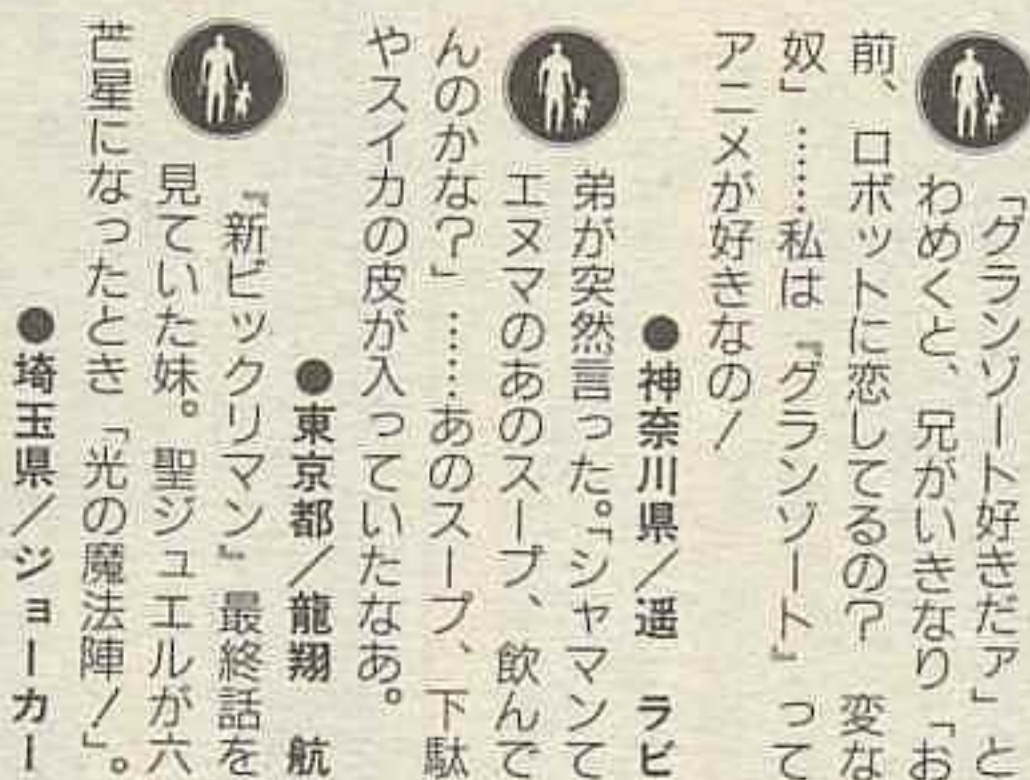 「グランゾート好きだァ」と
わめくと、兄がいきなり「お
前、ロボットに恋してるの？ 変な
奴」……私は『グランゾート』って
アニメが好きなの！
●神奈川県／遥 ラビ
弟が突然言った。「シャマンて
エヌマのあのスープ、飲んで
んのかな？」……あのスープ、下駄
やスイカの皮が入っていたなあ。
●東京都／龍翔 航
『新ビックリマン』最終話を
見ていた妹。聖ジュエルが六
芒星になったとき「光の魔法陣！」。
●埼玉県／ジョーカー